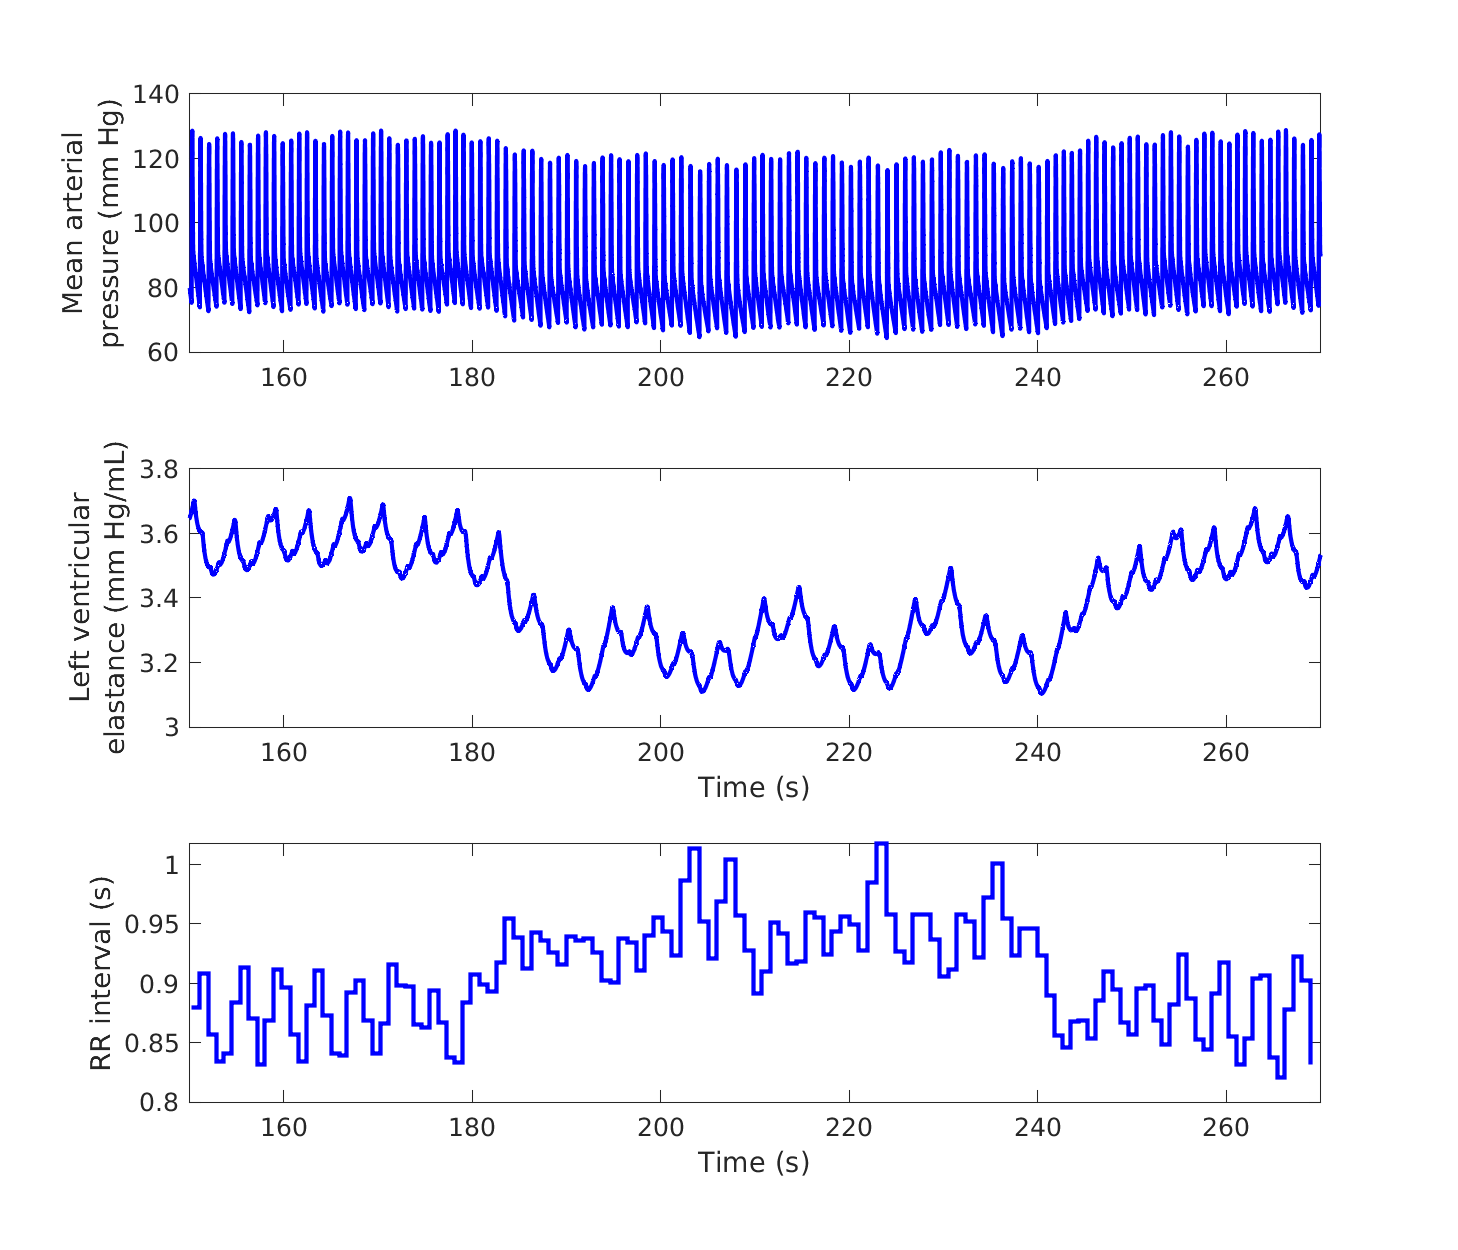 Mean arterial
pressure (mm Hg)
140
120
100
80
60
160 180 200 220 240 260
Left ventricular
elastance (mm Hg/mL)
3.8
3.6
3.4
3.2
3
160 180 200 220 240 260
Time (s)
RR interval (s)
1
0.95
0.9
0.85
0.8
160 180 200 220 240 260
Time (s)